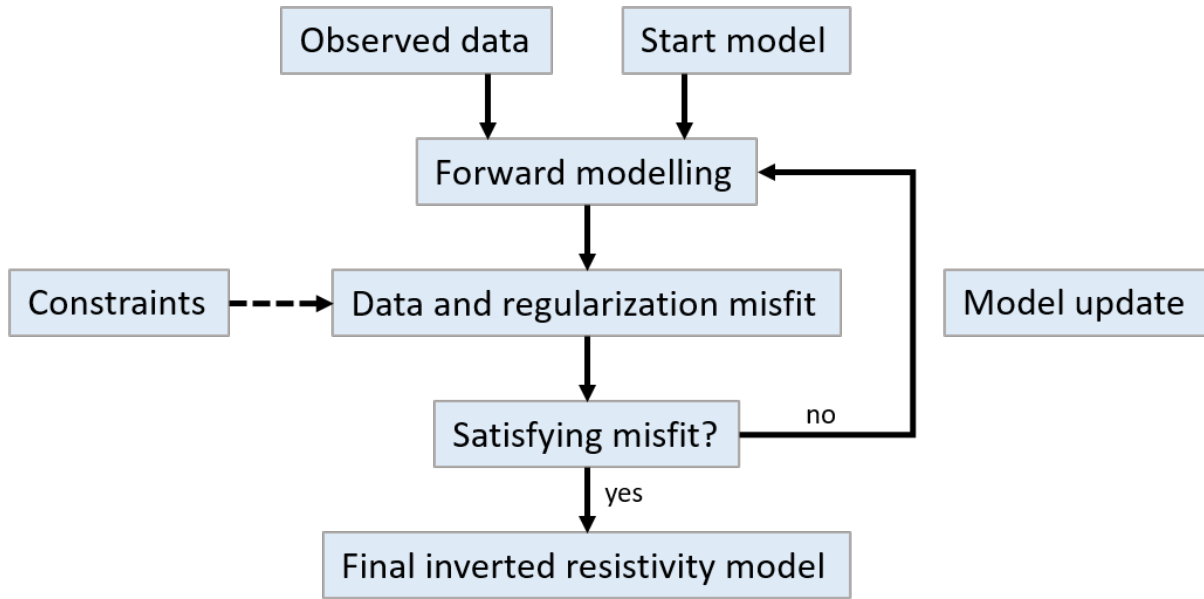 Observed data
Start model
Forward modelling
Constraints
Data and regularization misfit
Model update
Satisfying misfit?
no
yes
Final inverted resistivity model